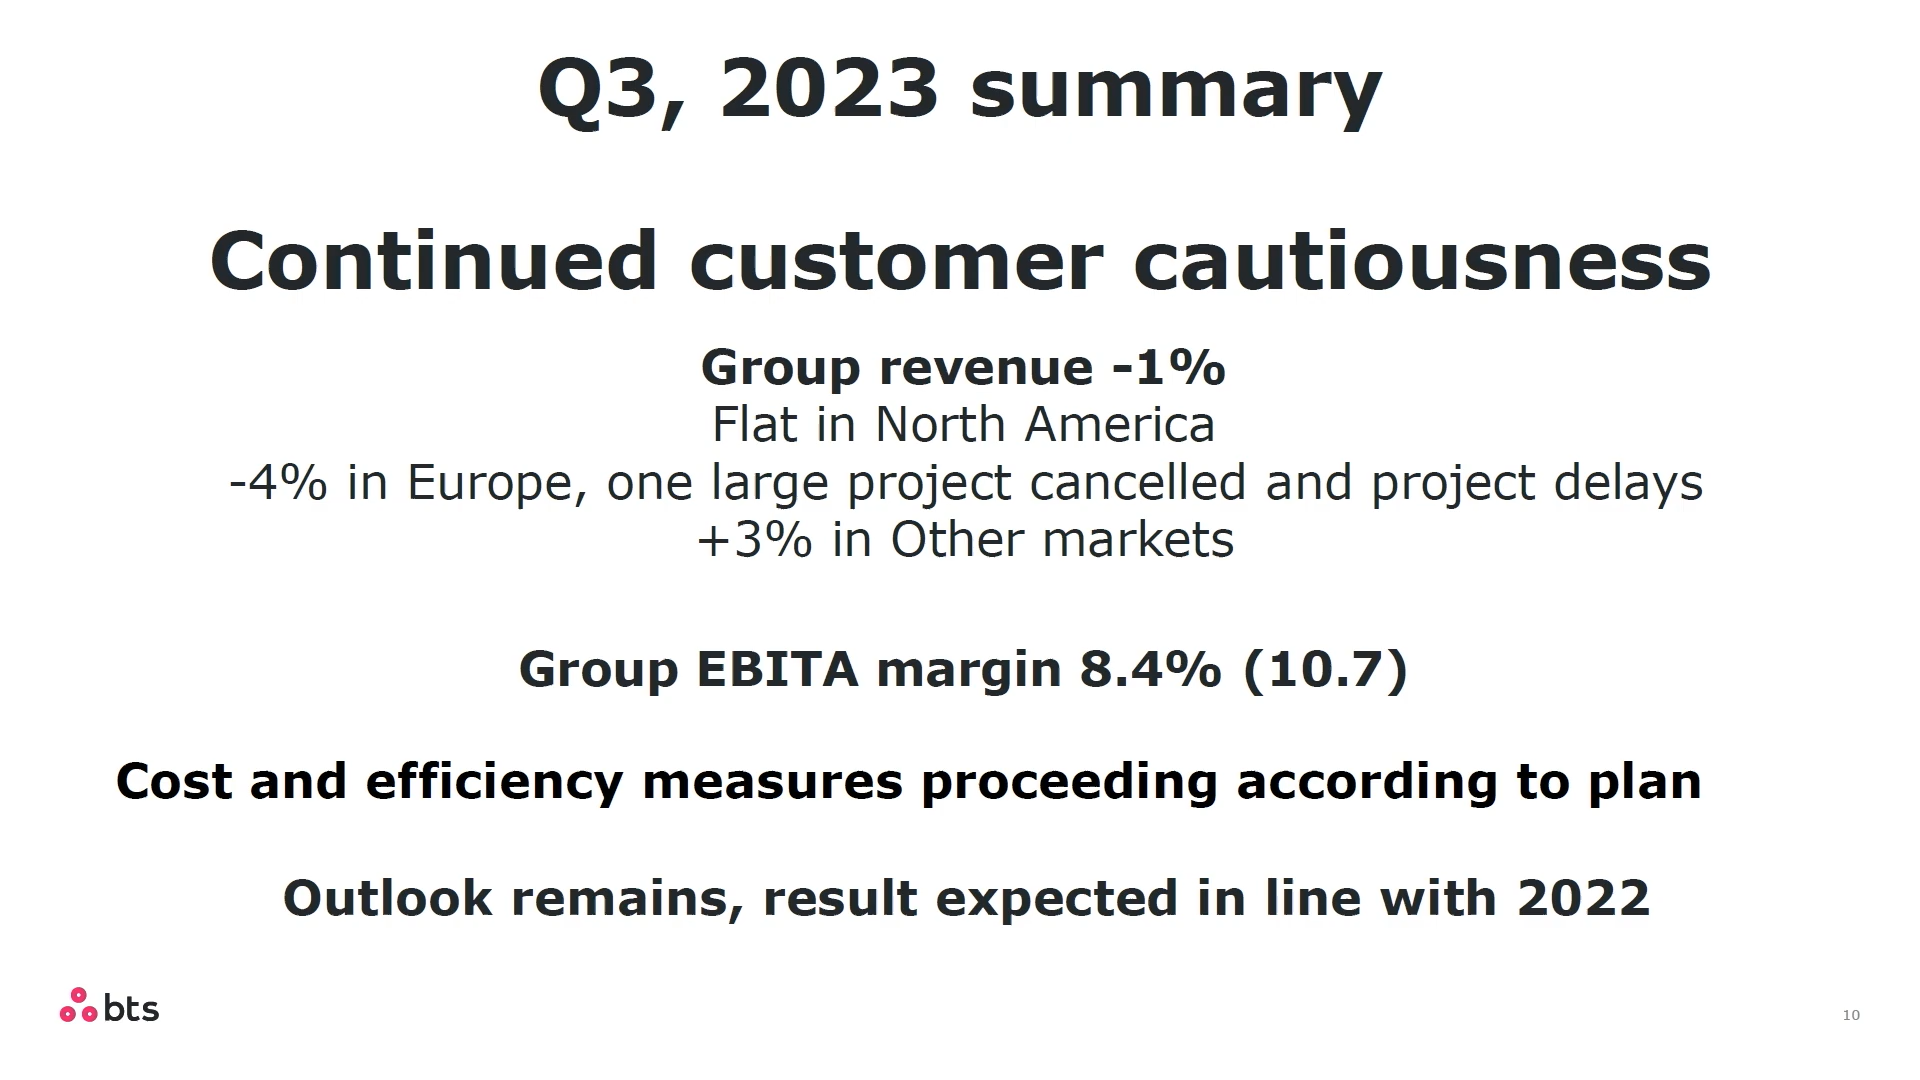 Q3, 2023 summary
Continued customer cautiousness
Group revenue -1%
Flat in North America
-4% in Europe, one large project cancelled and project delays
+3% in Other markets
Group EBITA margin 8.4% (10.7)
Cost and efficiency measures proceeding according to plan
Outlook remains, result expected in line with 2022
bts
10